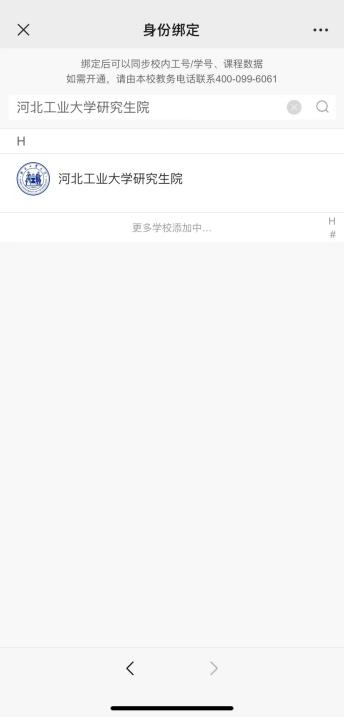 身份绑定
绑定后可以同步校内工号/学号、课程数据
如需开通，请由本校教务电话联系400-099-6061
河北工业大学研究生院
H
河北工业大学研究生院
更多学校添加中...
H
#